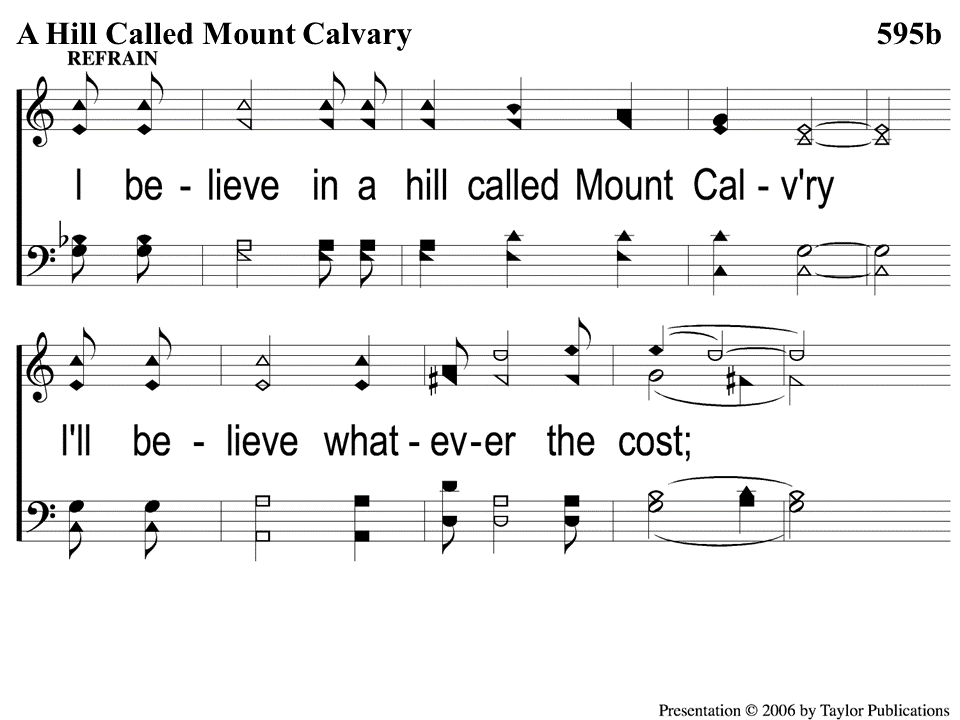 A Hill Called Mount Calvary 595b
REFRAIN
I be - lieve in a hill called Mount Cal - v'ry
I'll be - lieve what - ev - er the cost;
Presentation © 2006 by Taylor Publications